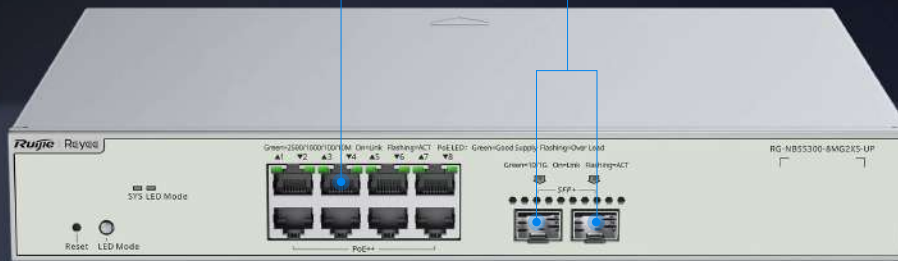 Ruijie Reyee
RG-NBS5300-8MG2XS-UP
Green=2500/1000/100/10M On=Link Flashing=ACT PoE LED: Green=Good Supply Flashing=Over Load
▲1 ▼2 ▲3 ▼4 ▲5 ▼6 ▲7 ▼8
Green=10/1G On=Link Flashing=ACT
SFP+
SYS LED Mode
Reset LED Mode
PoE++